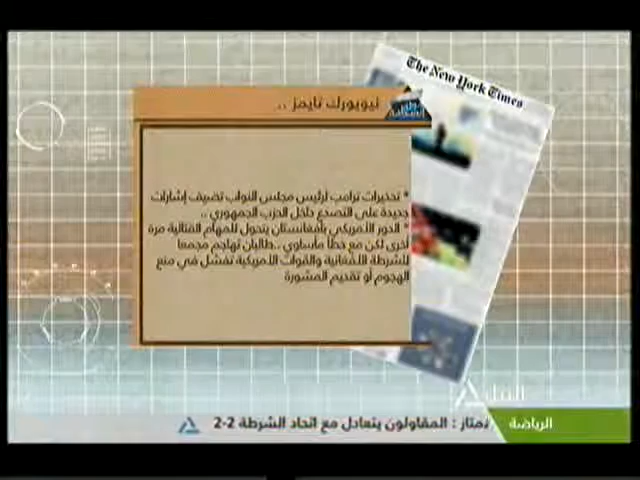 The New York Times
نيويورك تايمز ..
* تحذيرات ترامب لرئيس مجلس النواب تضيف إشارات
جديدة على التصدع داخل الحزب الجمهوري ..
* الدور الأمريكي بأفغانستان يتحول للمهام القتالية مرة
أخرى لكن مع خطأ مأساوي ..طالبان تهاجم مجمعا
للشرطة الأفغانية والقوات الأمريكية تفشل في منع
الهجوم أو تقديم المشورة
النيل
الرياضة
متاز : المقاولون يتعادل مع اتحاد الشرطة 2-2